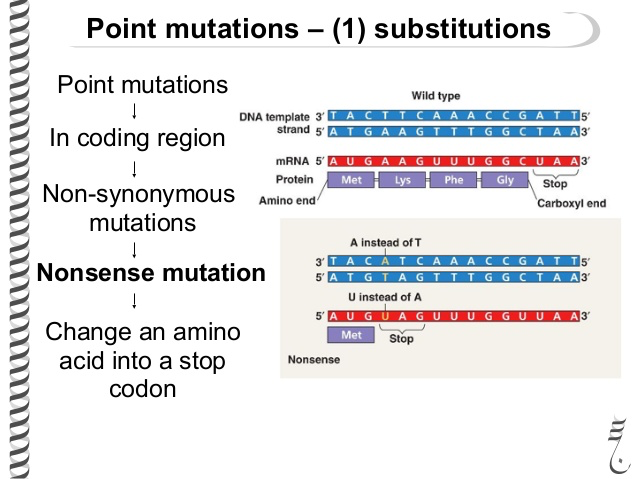 Point mutations – (1) substitutions
Point mutations
In coding region
Non-synonymous
mutations
Nonsense mutation
Change an amino
acid into a stop
codon
Wild type
DNA template
strand
3′ T A C T T C A A A C C G A T T 5′
5′ A T G A A G T T T G G C T A A 3′
mRNA 5′ A U G A A G U U U G G C U A A 3′
Protein Met Lys Phe Gly Stop
Amino end Carboxyl end
A instead of T
3′ T A C A T C A A A C C G A T T 5′
5′ A T G T A G T T T G G C T A A 3′
U instead of A
5′ A U G U A G U U U G G U U A A 3′
Met Stop
Nonsense